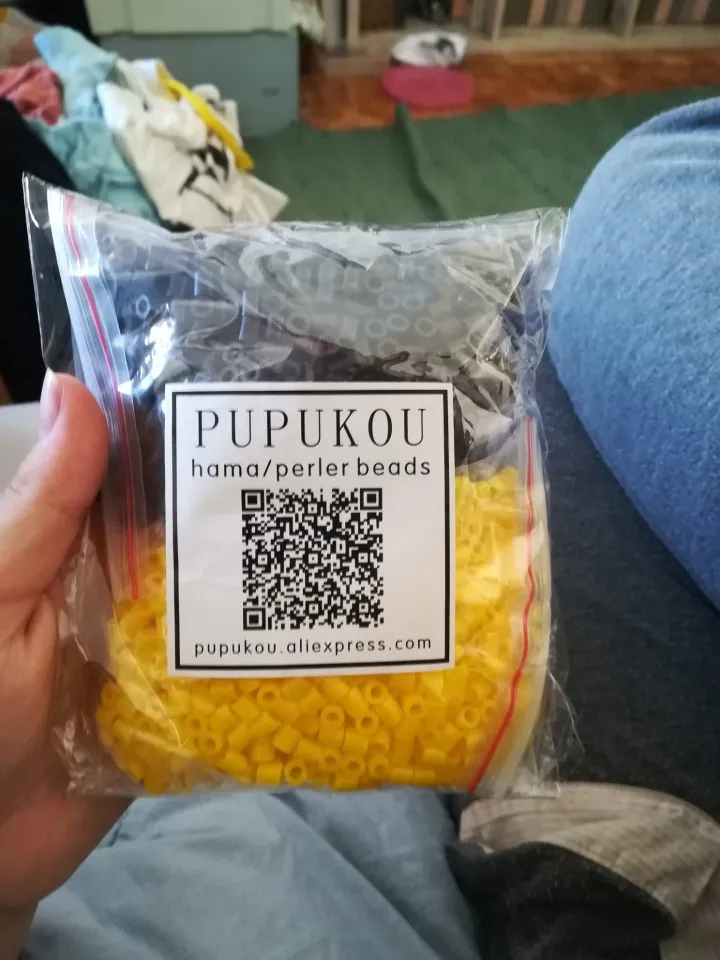 PUPUKOU
hama/perler beads
pupukou.aliexpress.com